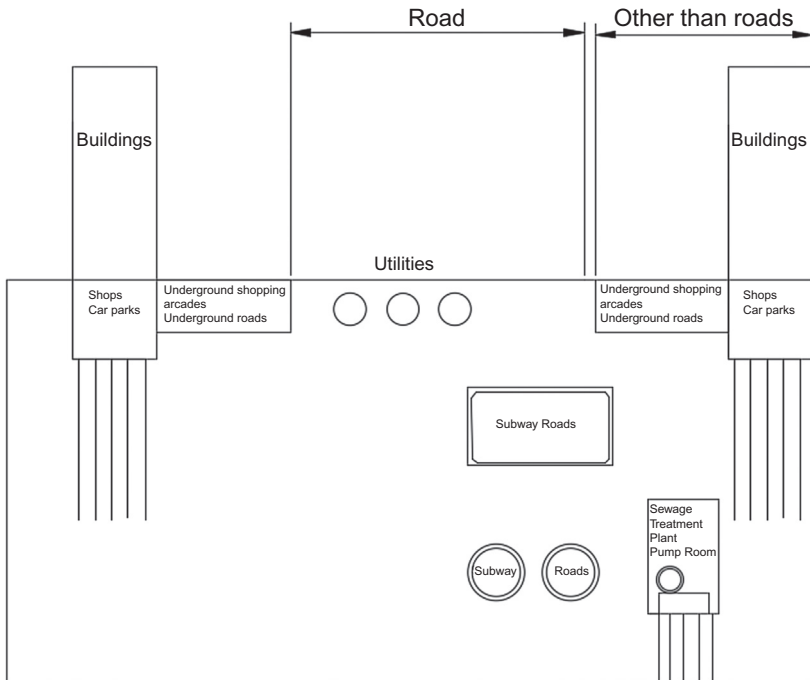 Road
Other than roads
Buildings
Buildings
Utilities
Shops
Car parks
Underground shopping
arcades
Underground roads
Underground shopping
arcades
Underground roads
Shops
Car parks
Subway Roads
Sewage
Treatment
Plant
Pump Room
Subway
Roads